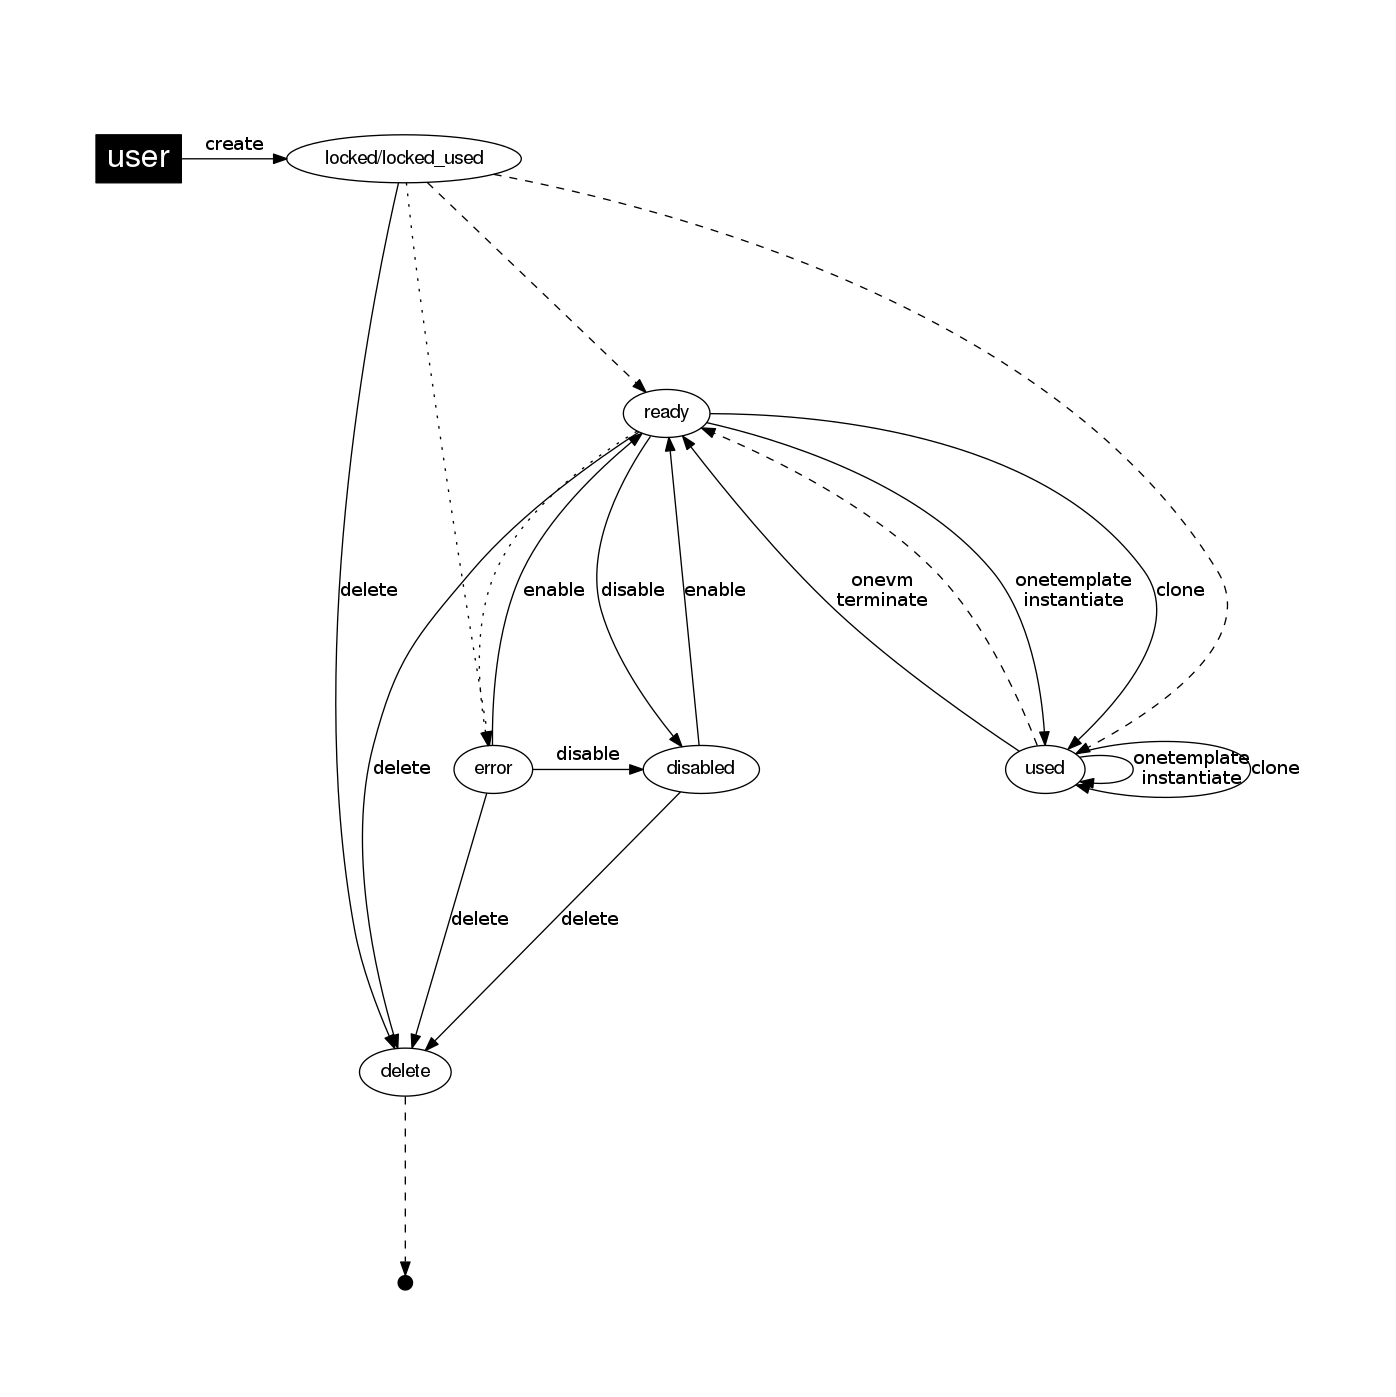 create
user
locked/locked_used
ready
onevm
terminate
onetemplate
instantiate
delete
enable
disable
enable
clone
disable
delete
error
disabled
used
onetemplate
instantiate
clone
delete
delete
delete